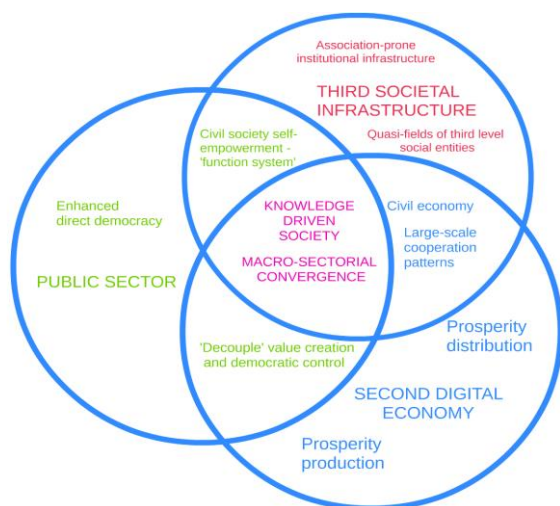 Association-prone
institutional infrastructure
THIRD SOCIETAL
INFRASTRUCTURE
Quasi-fields of third level
social entities
Civil society self-
empowerment -
'function system'
Enhanced
direct democracy
PUBLIC SECTOR
KNOWLEDGE
DRIVEN
SOCIETY
MACRO-SECTORIAL
CONVERGENCE
Civil economy
Large-scale
cooperation
patterns
'Decouple' value creation
and democratic control
Prosperity
distribution
SECOND DIGITAL
ECONOMY
Prosperity
production